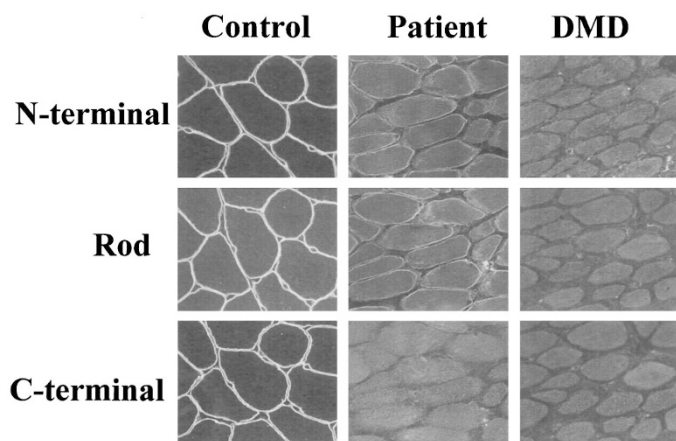 Control Patient DMD
N-terminal
Rod
C-terminal